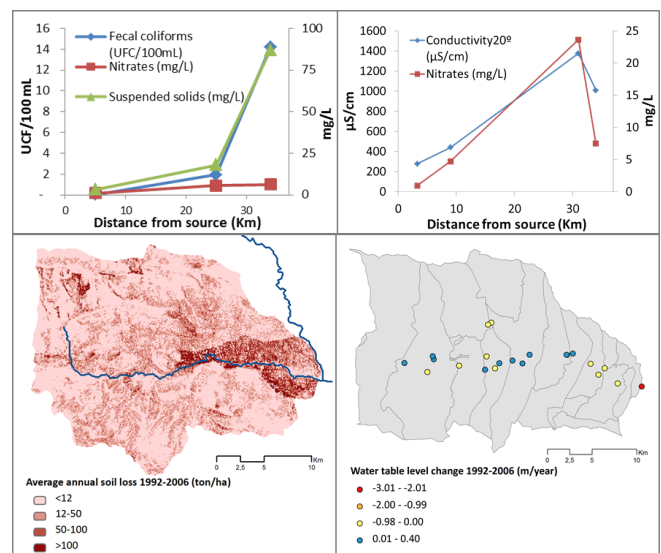 16
14
12
10
8
6
4
2
-
UCF/100 mL
100
75
50
25
0
mg/L
Fecal coliforms
(UFC/100mL)
Nitrates (mg/L)
Suspended solids (mg/L)
0 10 20 30
Distance from source (Km)
1600
1400
1200
1000
800
600
400
200
0
µS/cm
25
20
15
10
5
0
mg/L
Conductivity20º
(µS/cm)
Nitrates (mg/L)
0 10 20 30
Distance from source (Km)
Km
0 2,5 5 10
Average annual soil loss 1992-2006 (ton/ha)
<12
12-50
50-100
>100
Km
0 2,5 5 10
Water table level change 1992-2006 (m/year)
-3.01 - -2.01
-2.00 - -0.99
-0.98 - 0.00
0.01 - 0.40